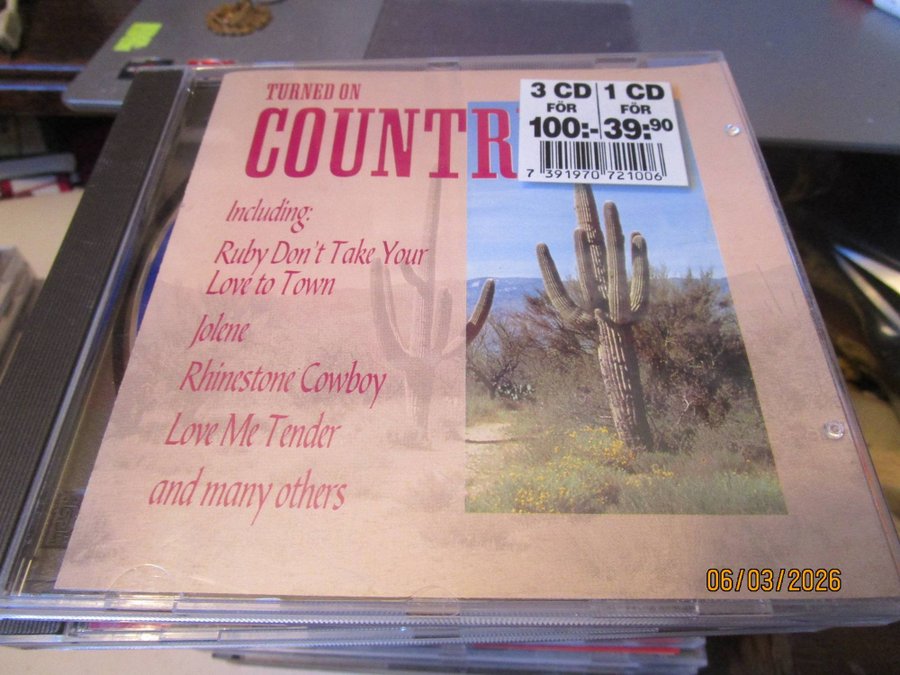 TURNED ON
COUNTR
3 CD 1 CD
FÖR FÖR
100:- 39:90
7 391970 721006
Including:
Ruby Don't Take Your
Love to Town
Jolene
Rhinestone Cowboy
Love Me Tender
and many others
06/03/2026